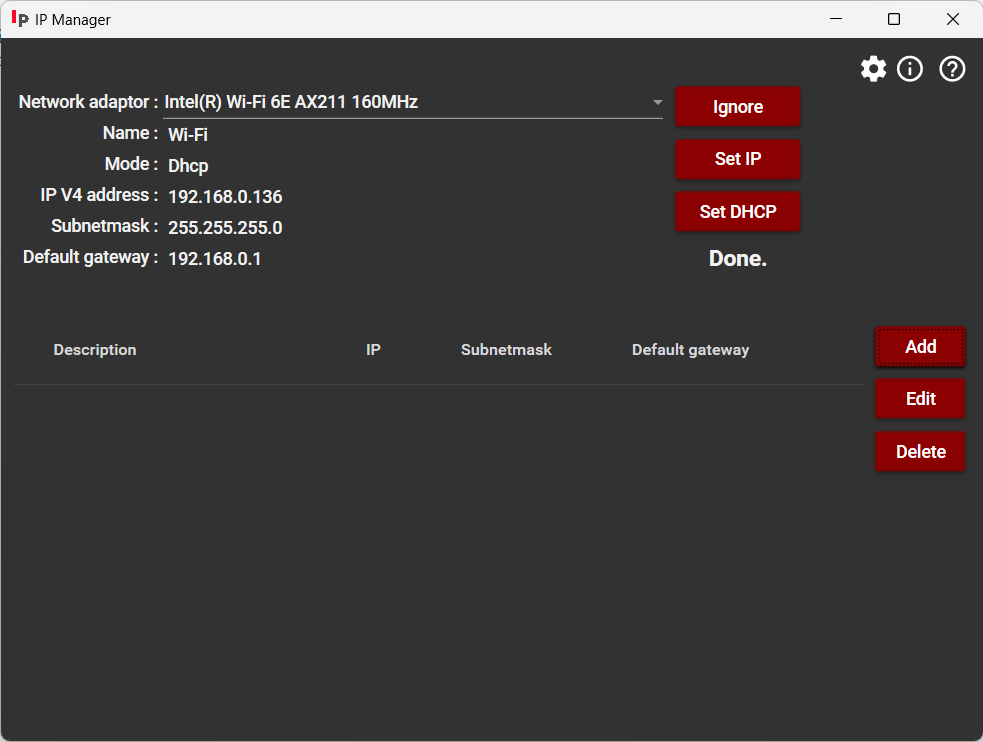 IP IP Manager
Network adaptor : Intel(R) Wi-Fi 6E AX211 160MHz Ignore
Name : Wi-Fi
Mode : Dhcp Set IP
IP V4 address : 192.168.0.136
Subnetmask : 255.255.255.0 Set DHCP
Default gateway : 192.168.0.1 Done.
Description IP Subnetmask Default gateway Add
Edit
Delete